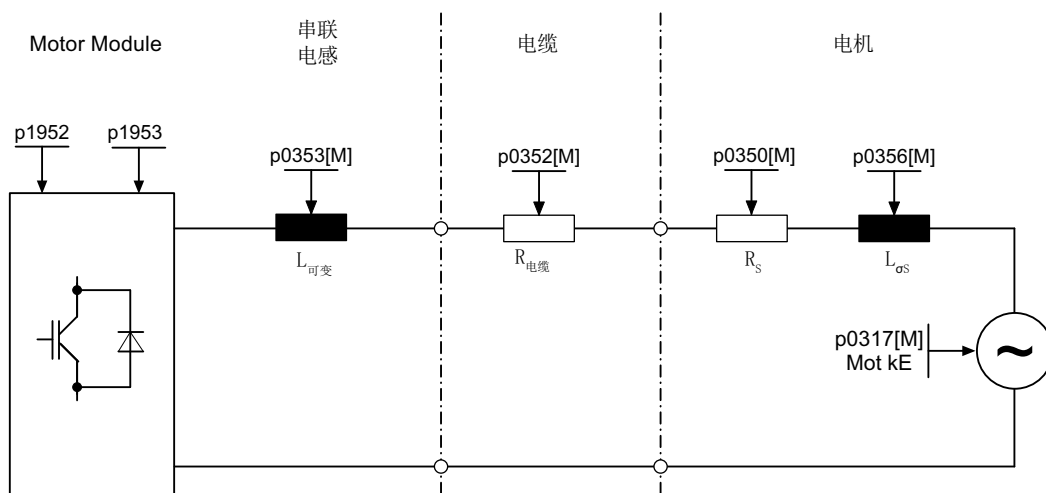 Motor Module
串联
电感
电缆
电机
p1952
p1953
p0353[M]
p0352[M]
p0350[M]
p0356[M]
L可变
R电缆
RS
LσS
p0317[M]
Mot kE
~